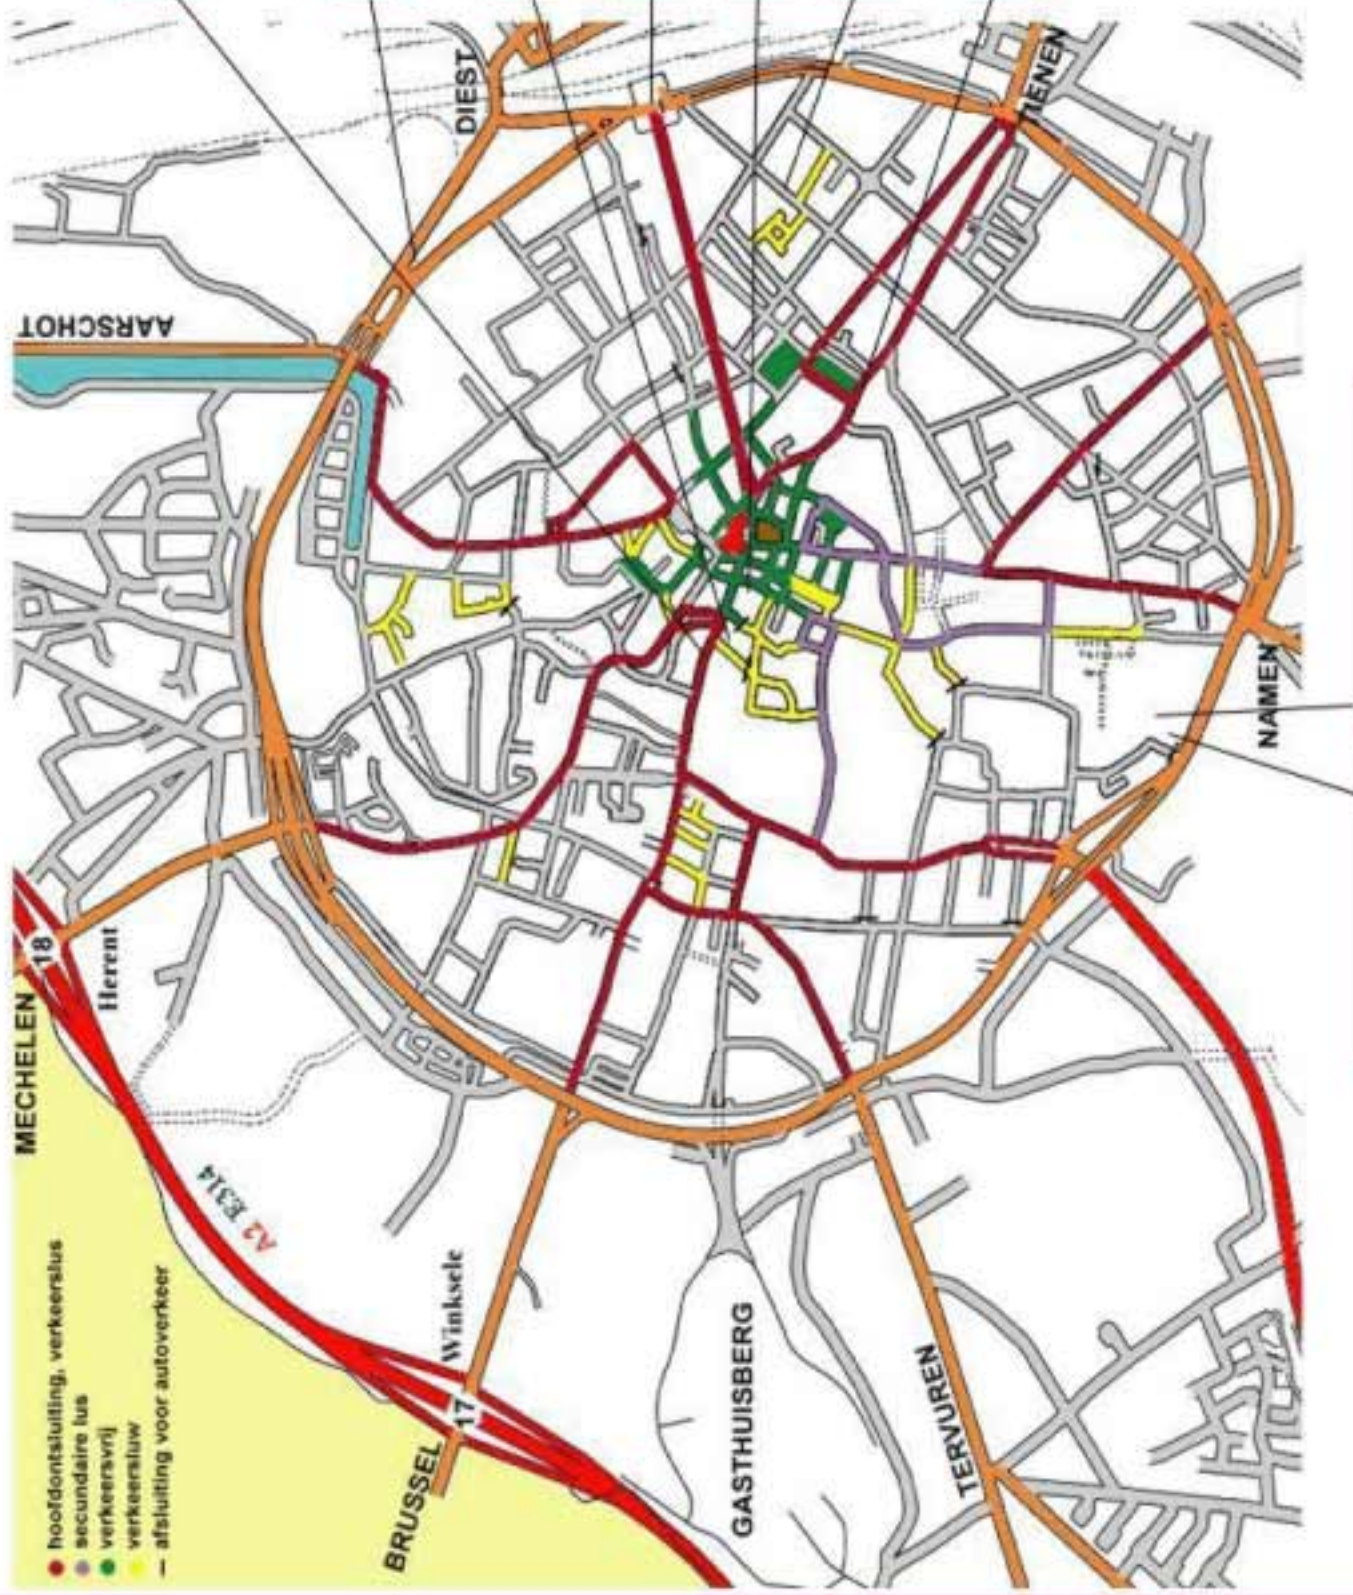 hoofdontsluiting, verkeerslus
secundaire lus
verkeersvrij
verkeersluw
afsluiting voor autoverkeer
MECHELEN
18
Herent
AARSCHOT
DIEST
TIENEN
A2 E314
Winksele
17
BRUSSEL
GASTHUISBERG
TERVUREN
NAMEN